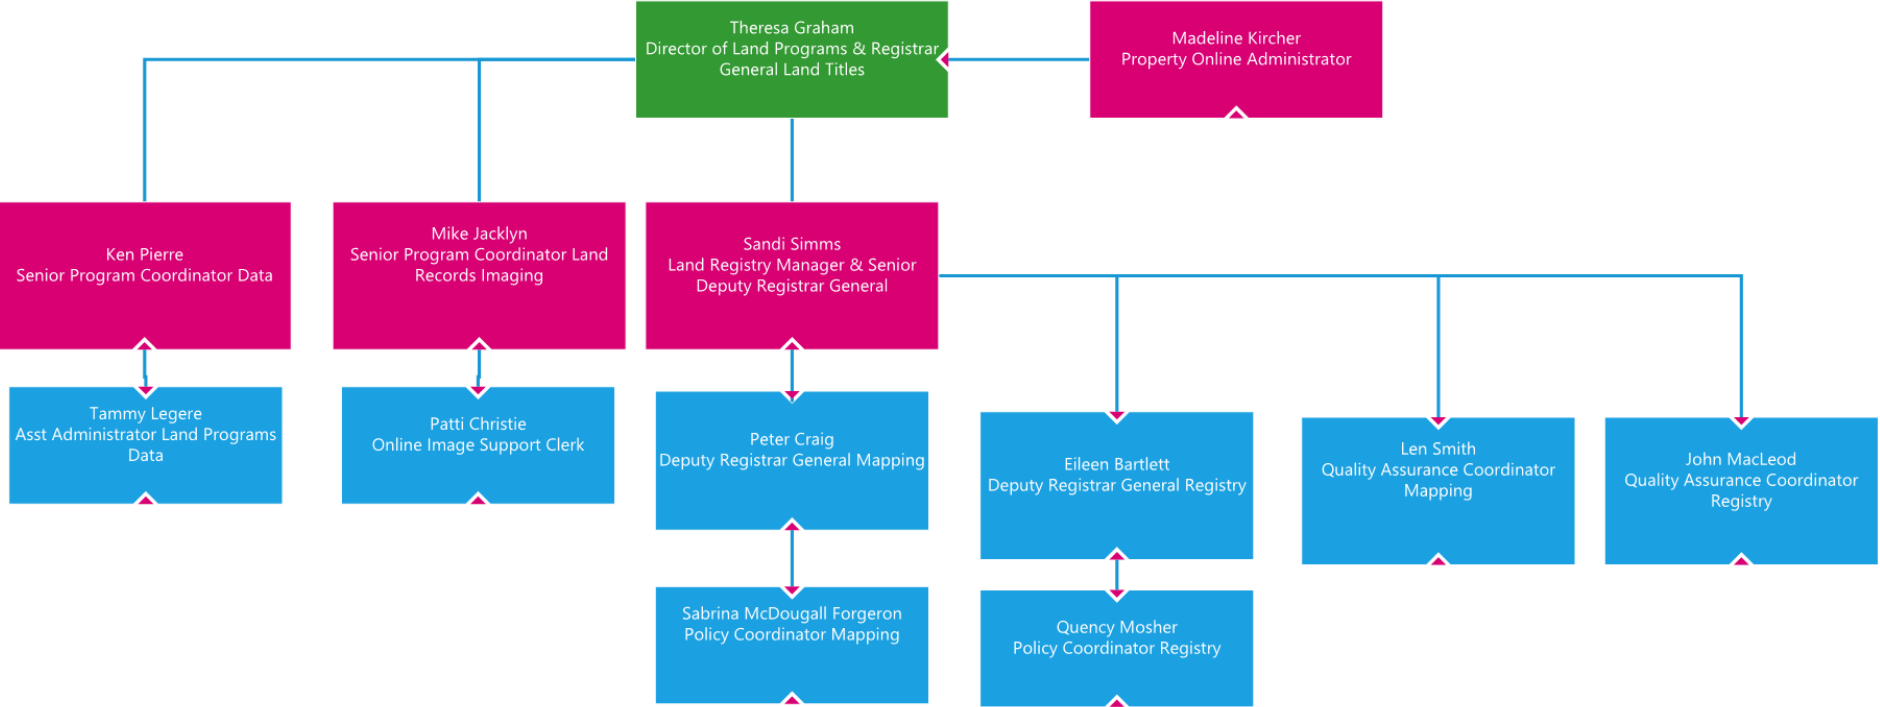 Theresa Graham
Director of Land Programs & Registrar
General Land Titles
Madeline Kircher
Property Online Administrator
Ken Pierre
Senior Program Coordinator Data
Mike Jacklyn
Senior Program Coordinator Land
Records Imaging
Sandi Simms
Land Registry Manager & Senior
Deputy Registrar General
Tammy Legere
Asst Administrator Land Programs
Data
Patti Christie
Online Image Support Clerk
Peter Craig
Deputy Registrar General Mapping
Eileen Bartlett
Deputy Registrar General Registry
Len Smith
Quality Assurance Coordinator
Mapping
John MacLeod
Quality Assurance Coordinator
Registry
Sabrina McDougall Forgeron
Policy Coordinator Mapping
Quency Mosher
Policy Coordinator Registry